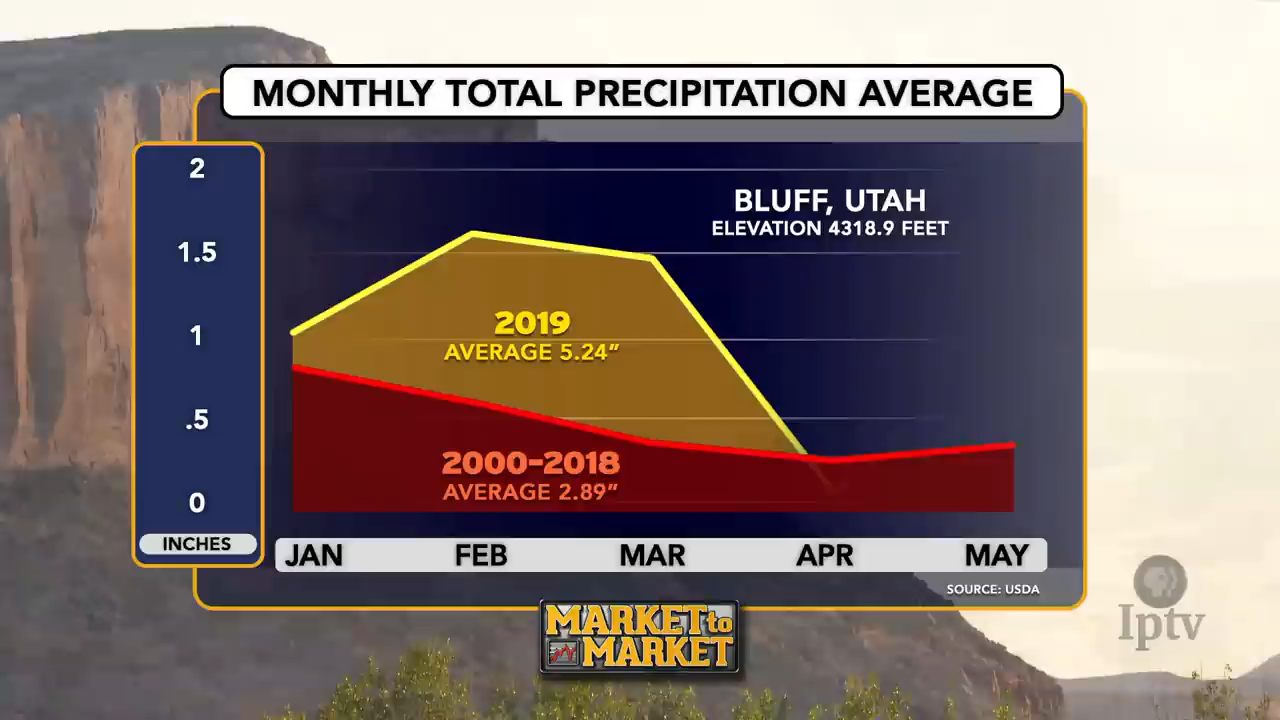 MONTHLY TOTAL PRECIPITATION AVERAGE
2
1.5
1
.5
0
INCHES
BLUFF, UTAH
ELEVATION 4318.9 FEET
2019
AVERAGE 5.24”
2000-2018
AVERAGE 2.89”
JAN FEB MAR APR MAY
SOURCE: USDA
MARKET to
MARKET
Iptv